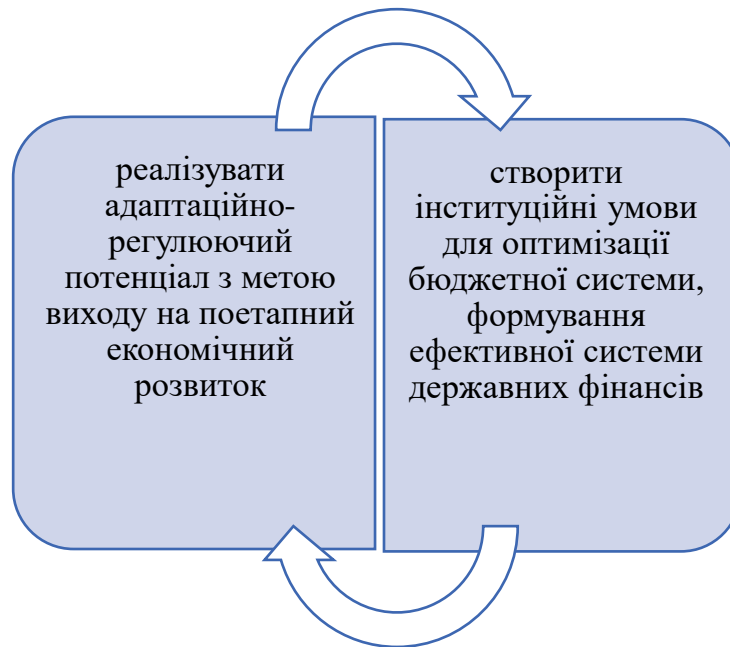 реалізувати
адаптаційно-
регулюючий
потенціал з метою
виходу на поетапний
економічний
розвиток
створити
інституційні умови
для оптимізації
бюджетної системи,
формування
ефективної системи
державних фінансів